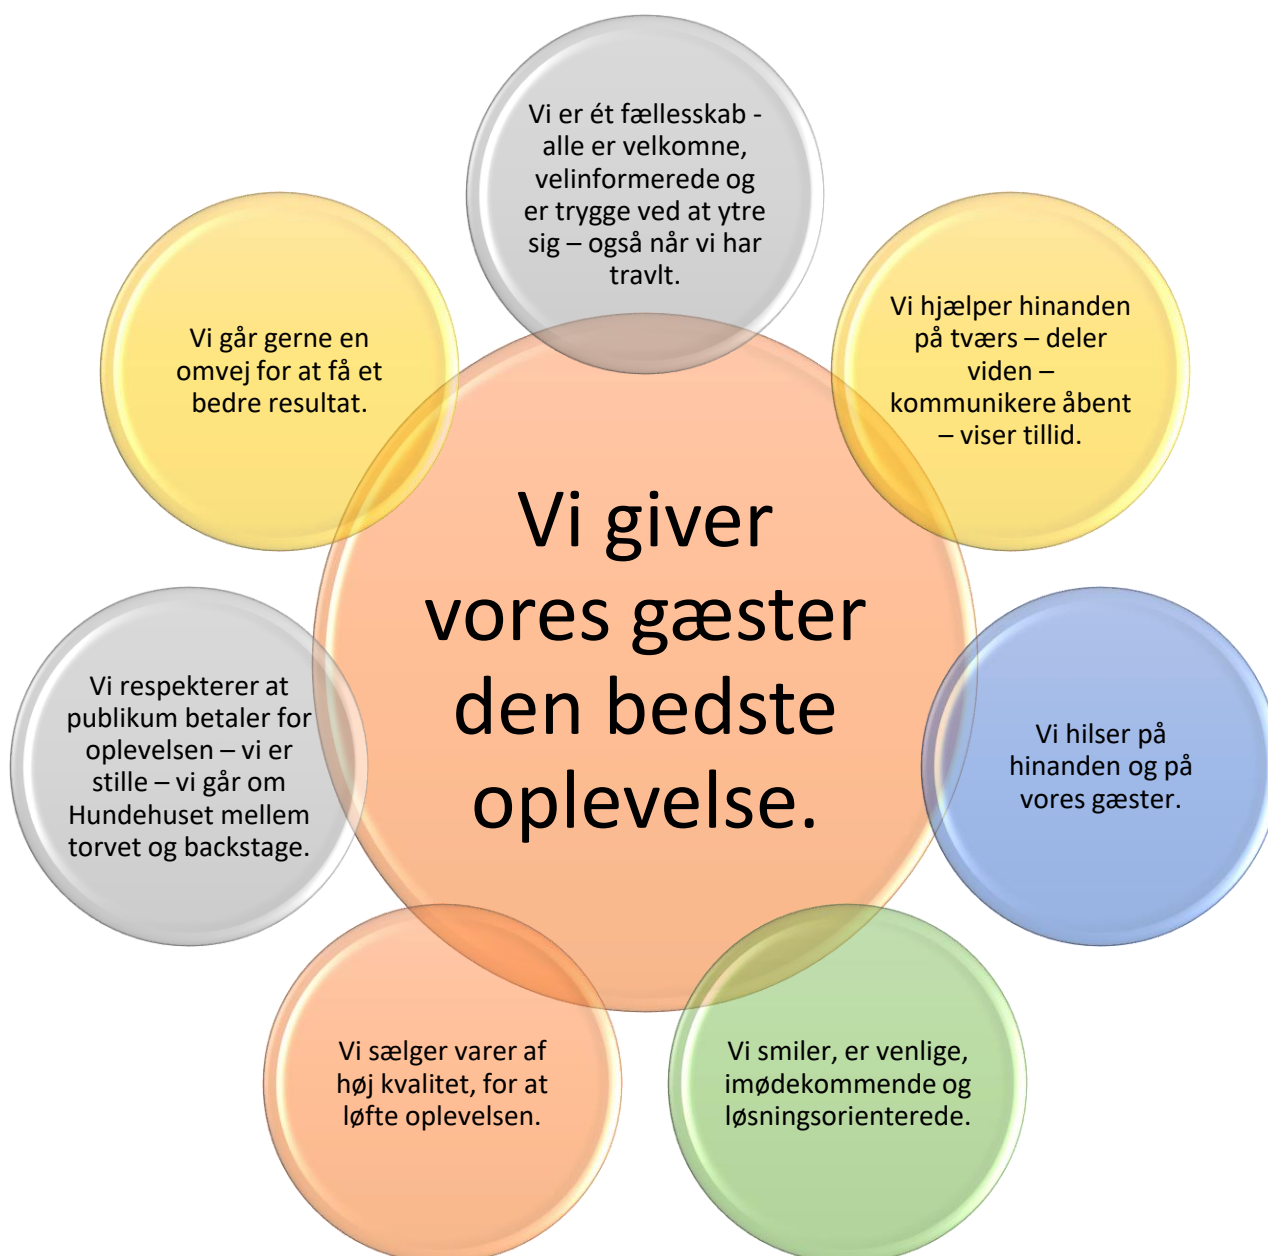 Vi er ét fællesskab -
alle er velkomne,
velinformerede og
er trygge ved at ytre
sig – også når vi har
travlt.
Vi hjælper hinanden
på tværs – deler
viden –
kommunikere åbent
– viser tillid.
Vi hilser på
hinanden og på
vores gæster.
Vi smiler, er venlige,
imødekommende og
løsningsorienterede.
Vi sælger varer af
høj kvalitet, for at
løfte oplevelsen.
Vi respekterer at
publikum betaler for
oplevelsen – vi er
stille – vi går om
Hundehuset mellem
torvet og backstage.
Vi går gerne en
omvej for at få et
bedre resultat.
Vi giver
vores gæster
den bedste
oplevelse.